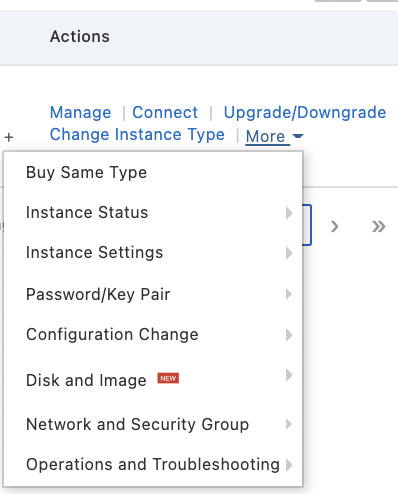 Actions
Manage | Connect | Upgrade/Downgrade
+ Change Instance Type | More
Buy Same Type
Instance Status
Instance Settings
Password/Key Pair
Configuration Change
Disk and Image NEW
Network and Security Group
Operations and Troubleshooting